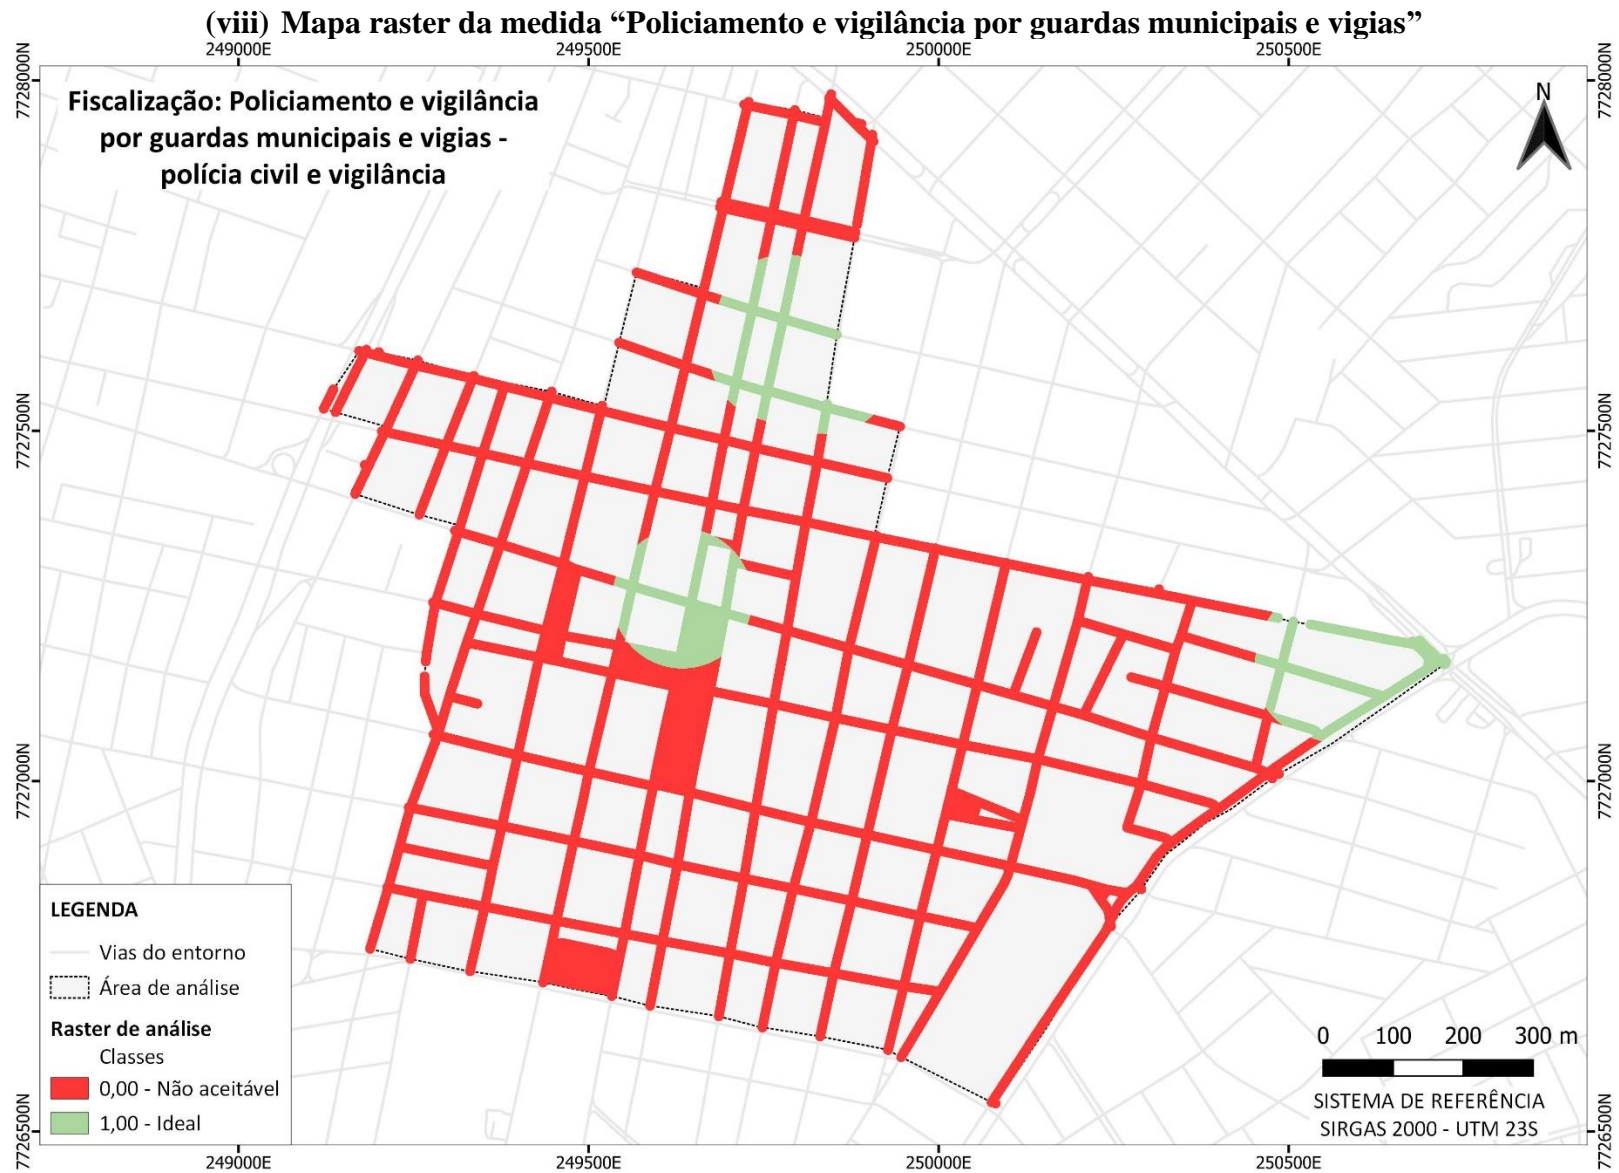 (viii) Mapa raster da medida “Policiamento e vigilância por guardas municipais e vigias”
249000E
249500E
250000E
250500E
7728000N
7728000N
Fiscalização: Policiamento e vigilância
por guardas municipais e vigias -
polícia civil e vigilância
N
7727500N
7727500N
7727000N
7727000N
LEGENDA
Vias do entorno
Área de análise
Raster de análise
Classes
0,00 - Não aceitável
1,00 - Ideal
0 100 200 300 m
SISTEMA DE REFERÊNCIA
SIRGAS 2000 - UTM 23S
7726500N
7726500N
249000E
249500E
250000E
250500E